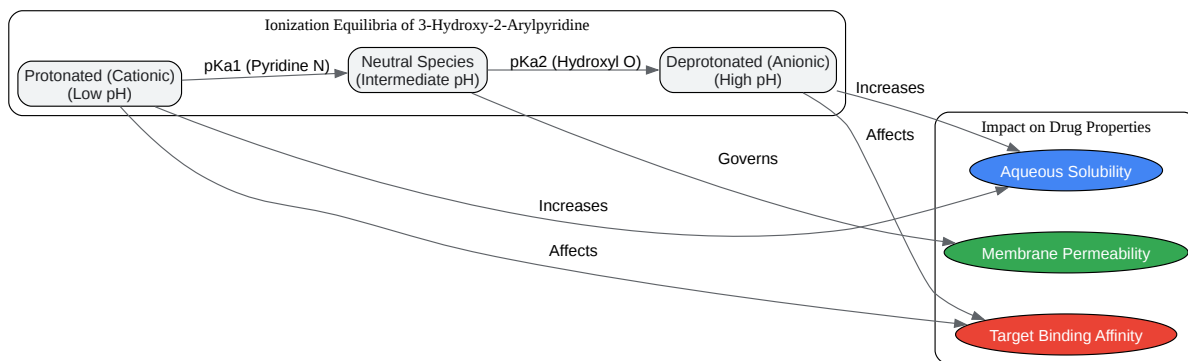 Ionization Equilibria of 3-Hydroxy-2-Arylpyridine
Protonated (Cationic)
(Low pH)
pKa1 (Pyridine N)
Neutral Species
(Intermediate pH)
pKa2 (Hydroxyl O)
Deprotonated (Anionic)
(High pH)
Increases
Affects
Impact on Drug Properties
Governs
Aqueous Solubility
Increases
Affects
Membrane Permeability
Target Binding Affinity